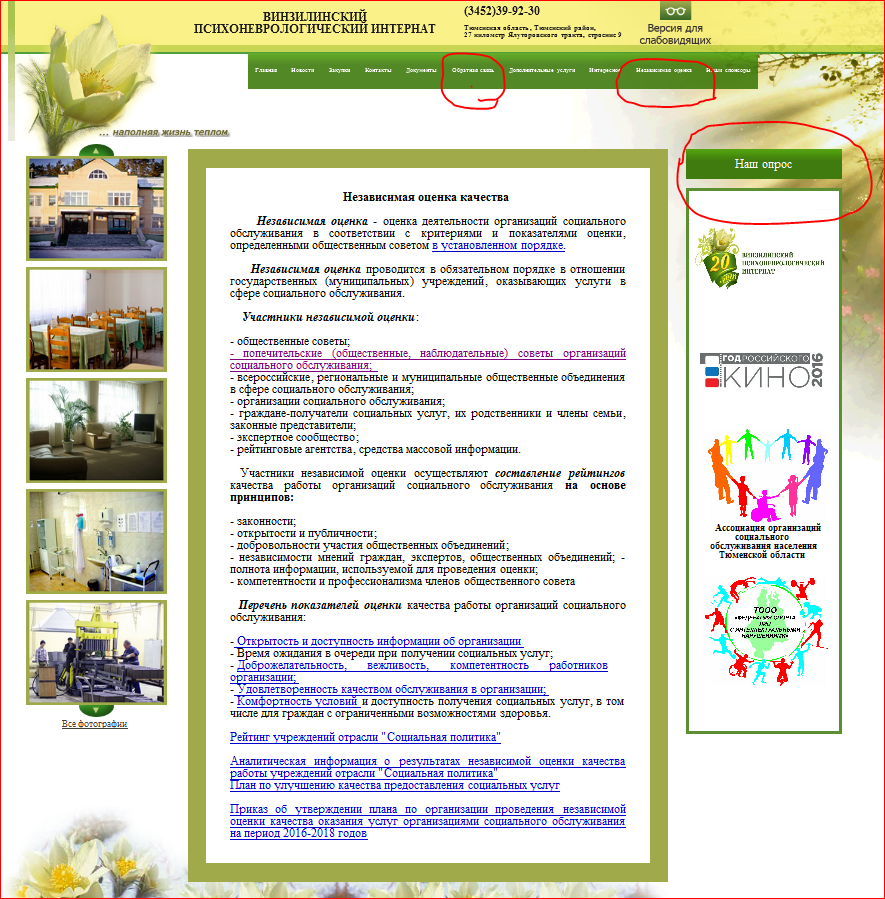 ВИНЗИЛИНСКИЙ
ПСИХОНЕВРОЛОГИЧЕСКИЙ ИНТЕРНАТ
(3452)39-92-30
Тюменская область, Тюменский район,
27 километр Ялуторовского тракта, строение 9
Версия для
слабовидящих
Главная Новости Закупки Контакты Документы Обратная связь Дополнительные услуги Интересное Независимая оценка Наши спонсоры
... наполняя жизнь теплом
Все фотографии
Независимая оценка качества
Независимая оценка - оценка деятельности организаций социального
обслуживания в соответствии с критериями и показателями оценки,
определенными общественным советом в установленном порядке.
Независимая оценка проводится в обязательном порядке в отношении
государственных (муниципальных) учреждений, оказывающих услуги в
сфере социального обслуживания.
Участники независимой оценки:
- общественные советы;
- попечительские (общественные, наблюдательные) советы организаций
социального обслуживания;
- всероссийские, региональные и муниципальные общественные объединения
в сфере социального обслуживания;
- организации социального обслуживания;
- граждане-получатели социальных услуг, их родственники и члены семьи,
законные представители;
- экспертное сообщество;
- рейтинговые агентства, средства массовой информации.
Участники независимой оценки осуществляют составление рейтингов
качества работы организаций социального обслуживания на основе
принципов:
- законности;
- открытости и публичности;
- добровольности участия общественных объединений;
- независимости мнений граждан, экспертов, общественных объединений; -
полнота информации, используемой для проведения оценки;
- компетентности и профессионализма членов общественного совета
Перечень показателей оценки качества работы организаций социального
обслуживания:
- Открытость и доступность информации об организации
- Время ожидания в очереди при получении социальных услуг;
- Доброжелательность, вежливость, компетентность работников
организации;
- Удовлетворенность качеством обслуживания в организации;
- Комфортность условий и доступность получения социальных услуг, в том
числе для граждан с ограниченными возможностями здоровья.
Рейтинг учреждений отрасли "Социальная политика"
Аналитическая информация о результатах независимой оценки качества
работы учреждений отрасли "Социальная политика"
План по улучшению качества предоставления социальных услуг
Приказ об утверждении плана по организации проведения независимой
оценки качества оказания услуг организациями социального обслуживания
на период 2016-2018 годов
Наш опрос
20
ЛЕТ
ВИНЗИЛИНСКИЙ
ПСИХОНЕВРОЛОГИЧЕСКИЙ
ИНТЕРНАТ
ГОД РОССИЙСКОГО
КИНО 2016
Ассоциация организаций
социального
обслуживания населения
Тюменской области
ТООО
«ФЕДЕРАЦИЯ СПОРТА
ЛИЦ
С ИНТЕЛЛЕКТУАЛЬНЫМИ
НАРУШЕНИЯМИ»